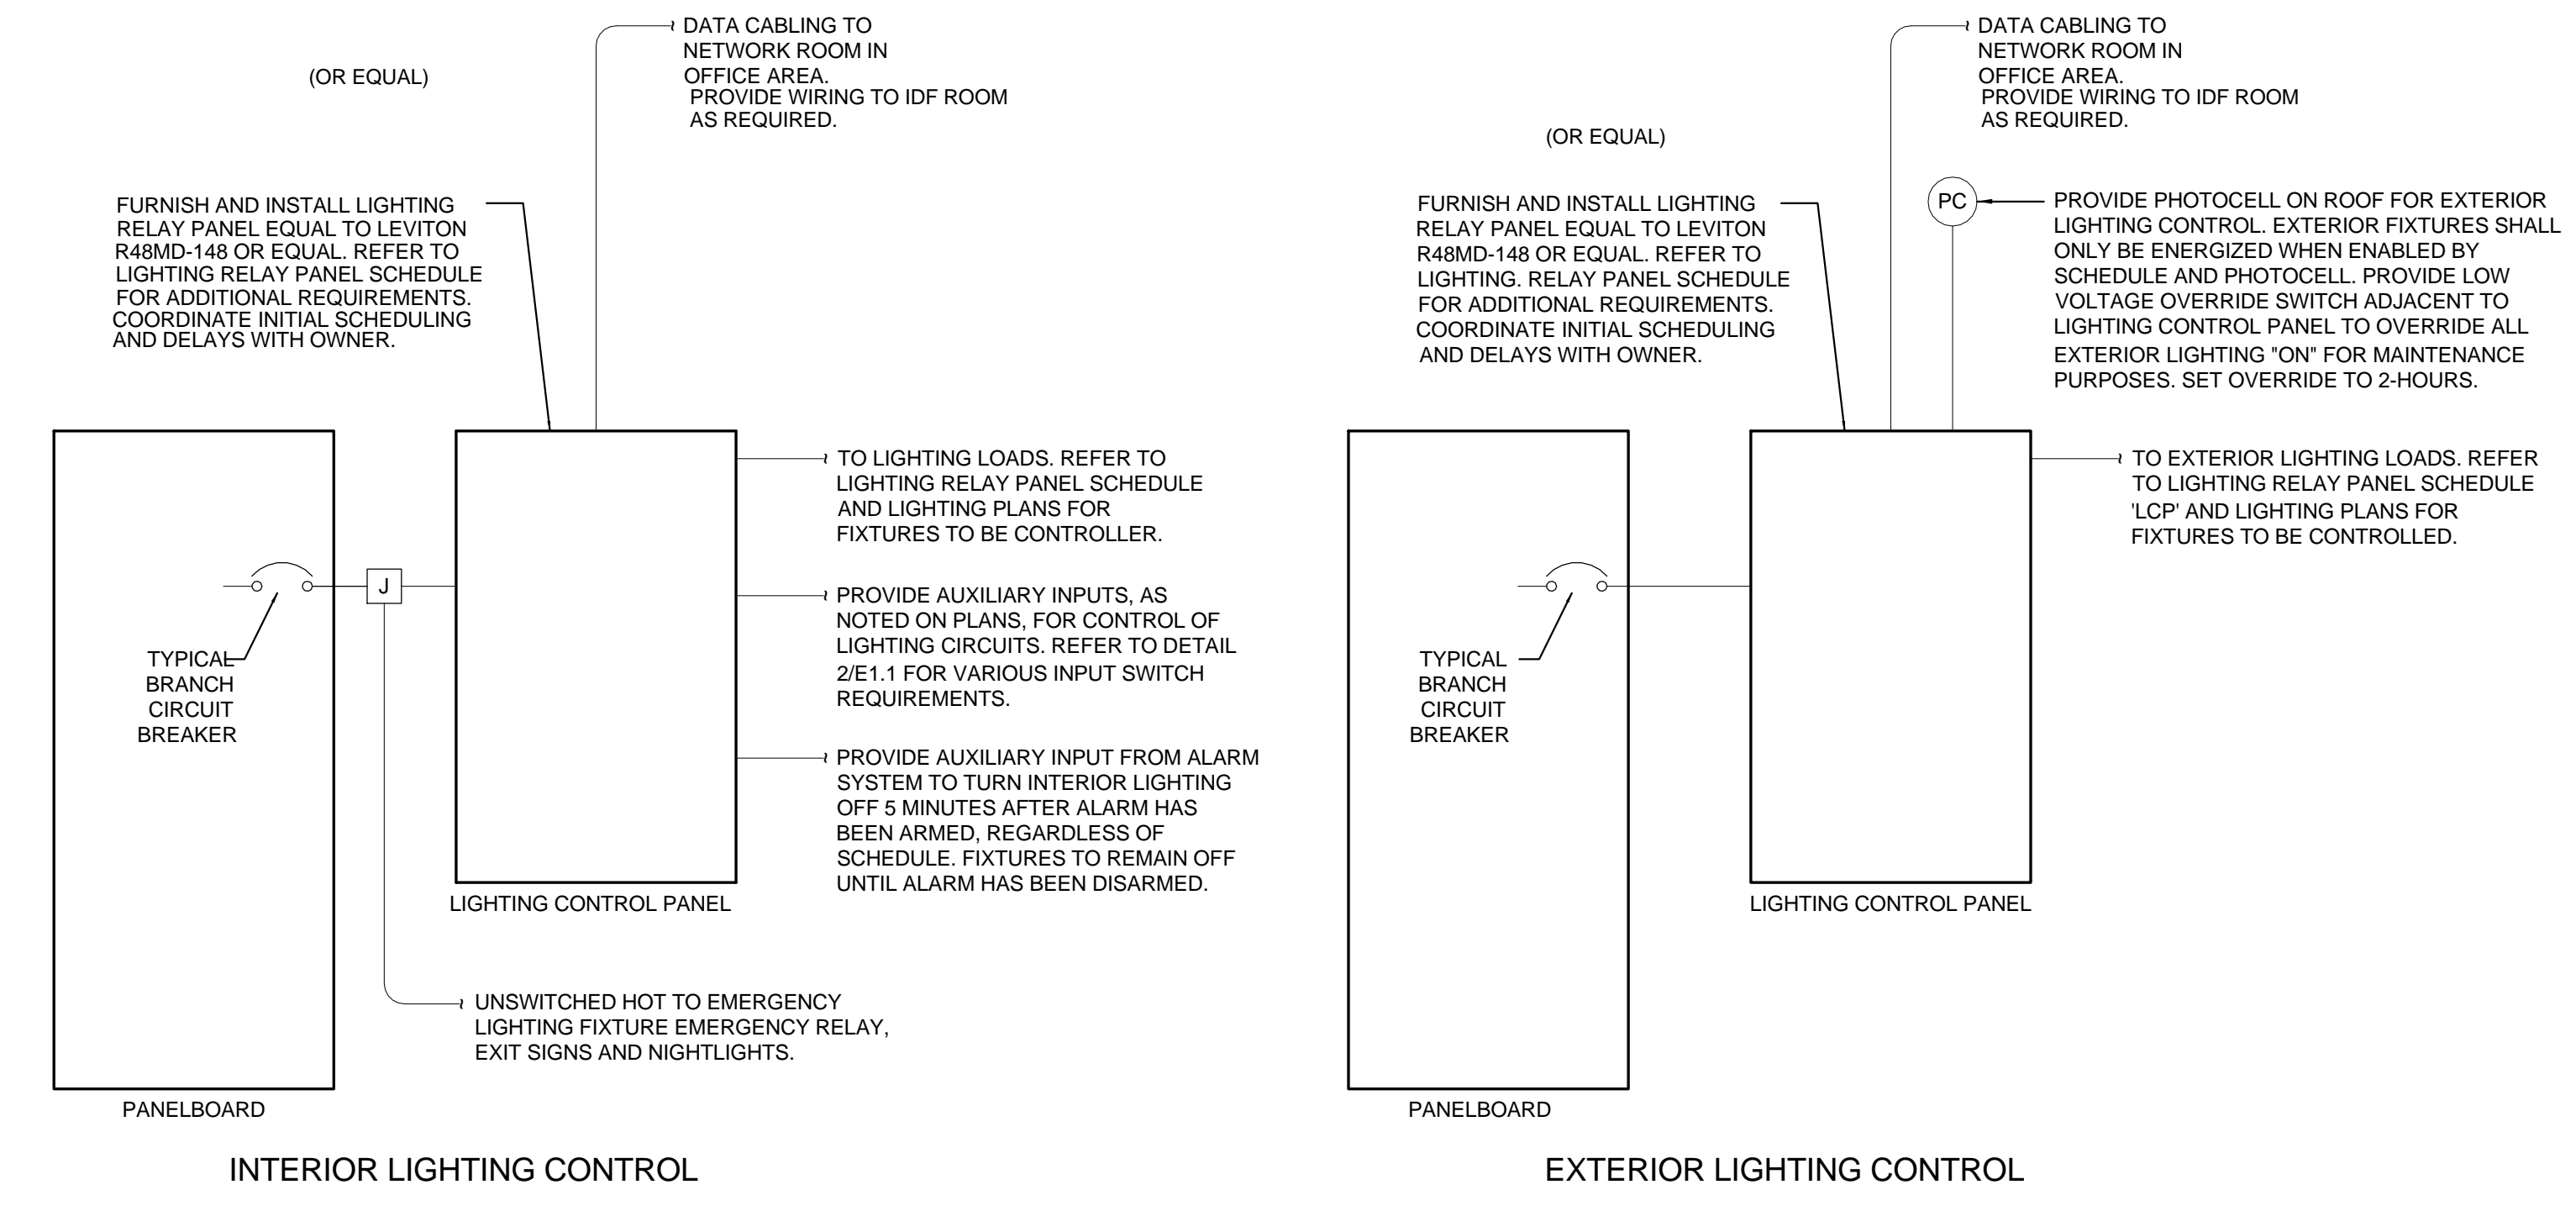 DATA CABLING TO
NETWORK ROOM IN
OFFICE AREA.
PROVIDE WIRING TO IDF ROOM
AS REQUIRED.
(OR EQUAL)
FURNISH AND INSTALL LIGHTING
RELAY PANEL EQUAL TO LEVITON
R48MD-148 OR EQUAL. REFER TO
LIGHTING RELAY PANEL SCHEDULE
FOR ADDITIONAL REQUIREMENTS.
COORDINATE INITIAL SCHEDULING
AND DELAYS WITH OWNER.
TO LIGHTING LOADS. REFER TO
LIGHTING RELAY PANEL SCHEDULE
AND LIGHTING PLANS FOR
FIXTURES TO BE CONTROLLER.
J
PROVIDE AUXILIARY INPUTS, AS
NOTED ON PLANS, FOR CONTROL OF
LIGHTING CIRCUITS. REFER TO DETAIL
2/E1.1 FOR VARIOUS INPUT SWITCH
REQUIREMENTS.
TYPICAL
BRANCH
CIRCUIT
BREAKER
PROVIDE AUXILIARY INPUT FROM ALARM
SYSTEM TO TURN INTERIOR LIGHTING
OFF 5 MINUTES AFTER ALARM HAS
BEEN ARMED, REGARDLESS OF
SCHEDULE. FIXTURES TO REMAIN OFF
UNTIL ALARM HAS BEEN DISARMED.
LIGHTING CONTROL PANEL
UNSWITCHED HOT TO EMERGENCY
LIGHTING FIXTURE EMERGENCY RELAY,
EXIT SIGNS AND NIGHTLIGHTS.
PANELBOARD
INTERIOR LIGHTING CONTROL
DATA CABLING TO
NETWORK ROOM IN
OFFICE AREA.
PROVIDE WIRING TO IDF ROOM
AS REQUIRED.
(OR EQUAL)
FURNISH AND INSTALL LIGHTING
RELAY PANEL EQUAL TO LEVITON
R48MD-148 OR EQUAL. REFER TO
LIGHTING. RELAY PANEL SCHEDULE
FOR ADDITIONAL REQUIREMENTS.
COORDINATE INITIAL SCHEDULING
AND DELAYS WITH OWNER.
PC
PROVIDE PHOTOCELL ON ROOF FOR EXTERIOR
LIGHTING CONTROL. EXTERIOR FIXTURES SHALL
ONLY BE ENERGIZED WHEN ENABLED BY
SCHEDULE AND PHOTOCELL. PROVIDE LOW
VOLTAGE OVERRIDE SWITCH ADJACENT TO
LIGHTING CONTROL PANEL TO OVERRIDE ALL
EXTERIOR LIGHTING "ON" FOR MAINTENANCE
PURPOSES. SET OVERRIDE TO 2-HOURS.
TO EXTERIOR LIGHTING LOADS. REFER
TO LIGHTING RELAY PANEL SCHEDULE
'LCP' AND LIGHTING PLANS FOR
FIXTURES TO BE CONTROLLED.
TYPICAL
BRANCH
CIRCUIT
BREAKER
LIGHTING CONTROL PANEL
PANELBOARD
EXTERIOR LIGHTING CONTROL